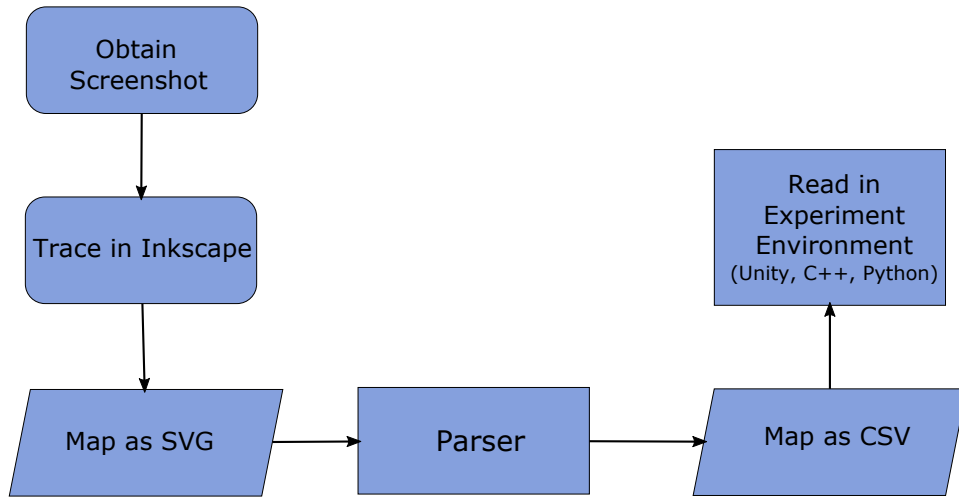 Obtain
Screenshot
Trace in Inkscape
Map as SVG
Parser
Map as CSV
Read in
Experiment
Environment
(Unity, C++, Python)